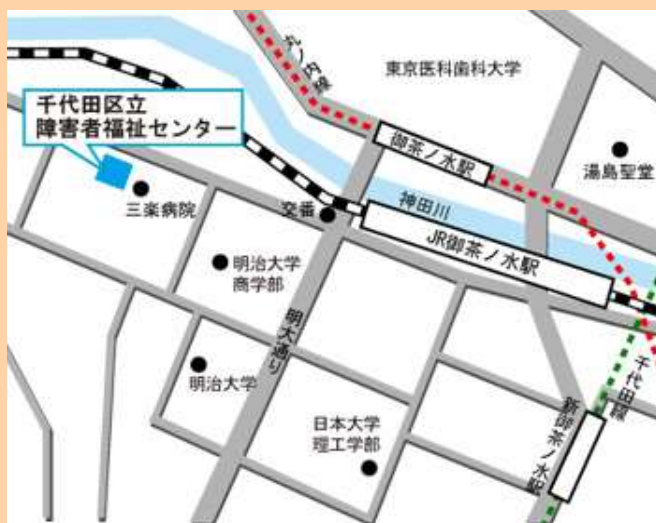 丸ノ内線
東京医科歯科大学
千代田区立
障害者福祉センター
御茶ノ水駅
湯島聖堂
三楽病院
交番
神田川
JR御茶ノ水駅
明治大学
商学部
明大通り
明治大学
千代田線
新御茶ノ水駅
日本大学
理工学部